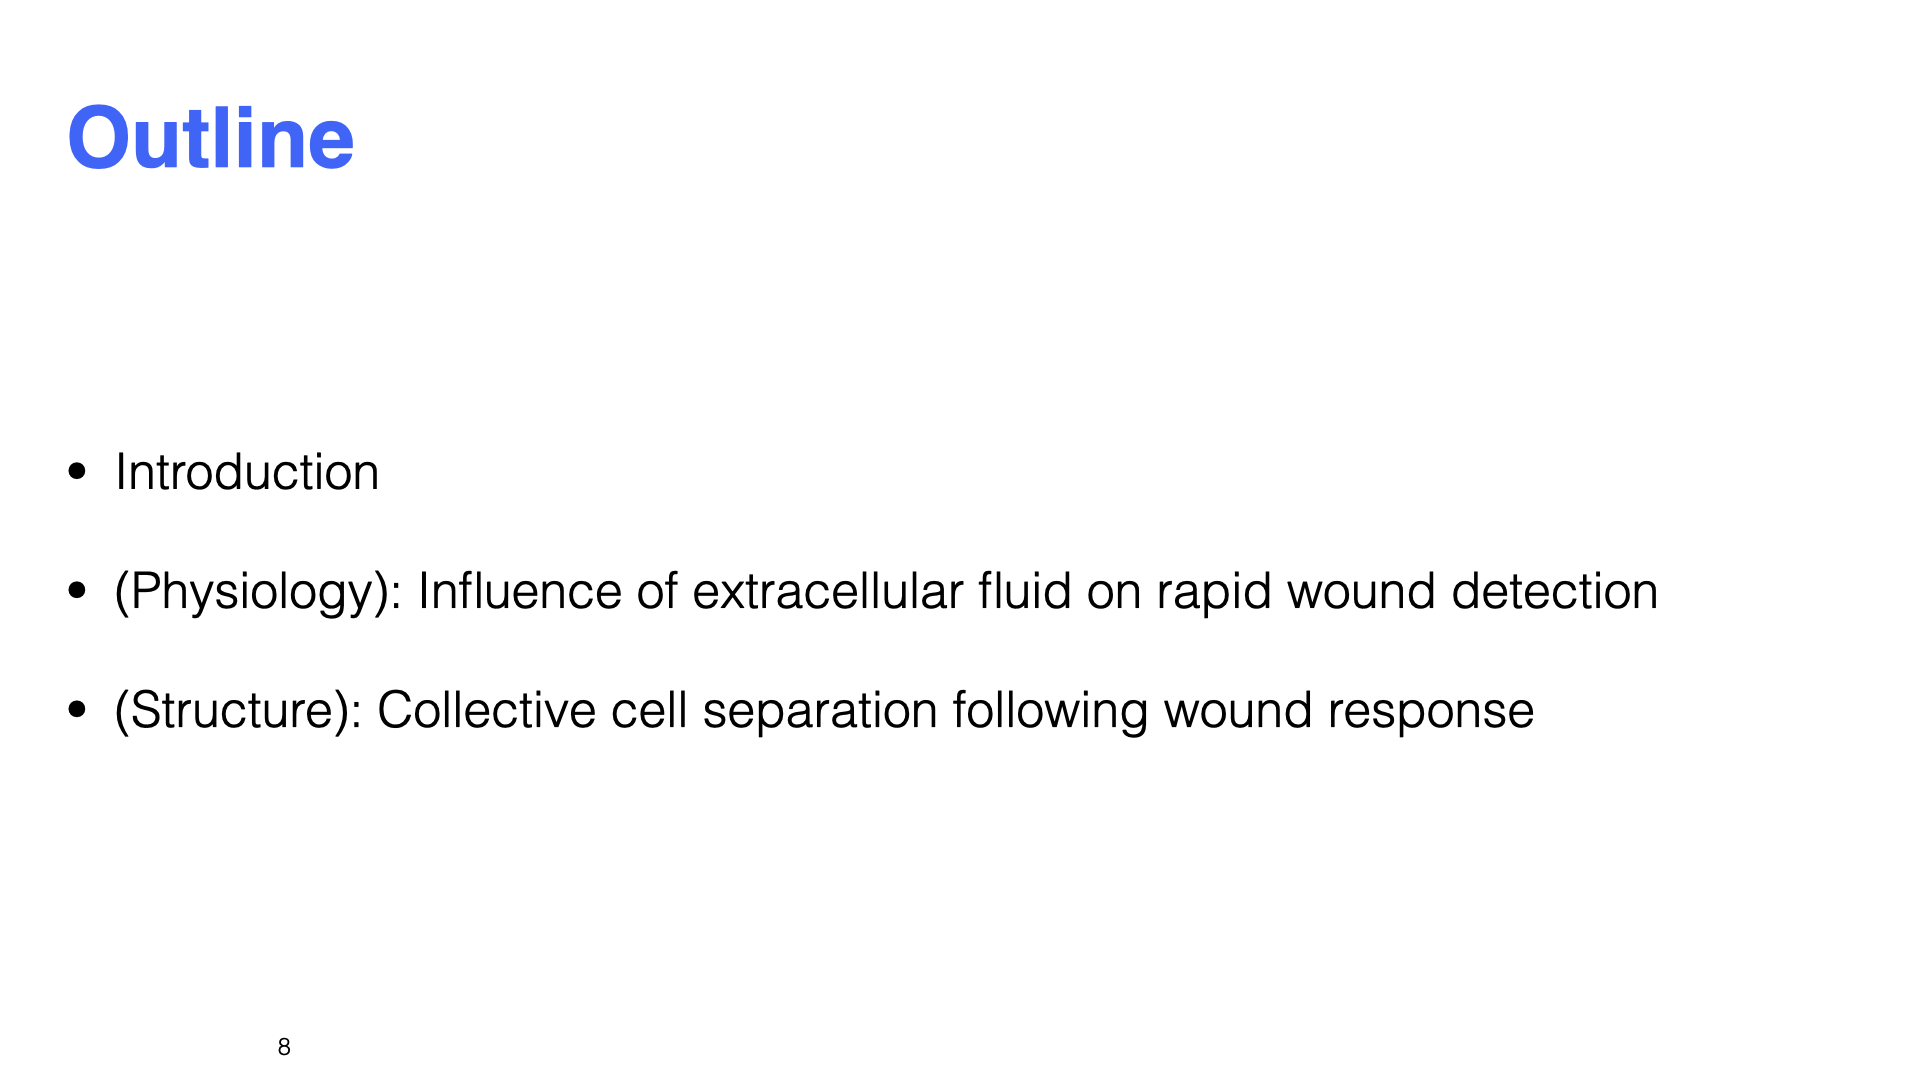 Outline
• Introduction
• (Physiology): Influence of extracellular fluid on rapid wound detection
• (Structure): Collective cell separation following wound response
8